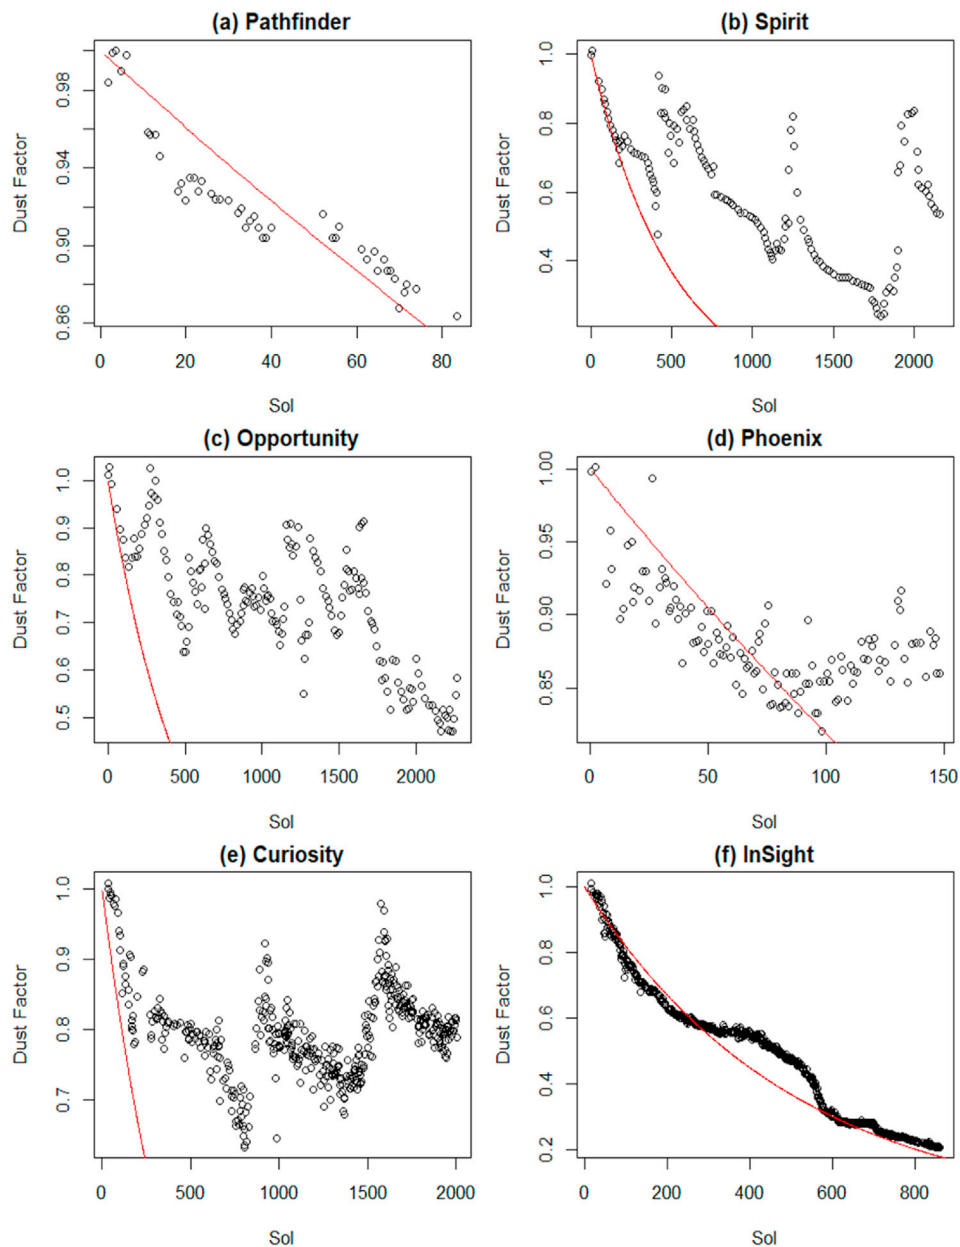 (a) Pathfinder
Dust Factor
0.86 0.90 0.94 0.98
0 20 40 60 80
Sol
(b) Spirit
Dust Factor
0.4 0.6 0.8 1.0
0 500 1000 1500 2000
Sol
(c) Opportunity
Dust Factor
0.5 0.6 0.7 0.8 0.9 1.0
0 500 1000 1500 2000
Sol
(d) Phoenix
Dust Factor
0.85 0.90 0.95 1.00
0 50 100 150
Sol
(e) Curiosity
Dust Factor
0.7 0.8 0.9 1.0
0 500 1000 1500 2000
Sol
(f) InSight
Dust Factor
0.2 0.4 0.6 0.8 1.0
0 200 400 600 800
Sol